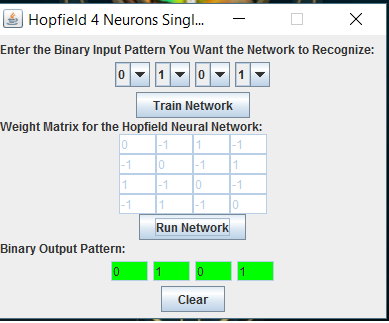 Hopfield 4 Neurons Singl...
Enter the Binary Input Pattern You Want the Network to Recognize:
0 1 0 1
Train Network
Weight Matrix for the Hopfield Neural Network:
0 -1 1 -1
-1 0 -1 1
1 -1 0 -1
-1 1 -1 0
Run Network
Binary Output Pattern:
0 1 0 1
Clear